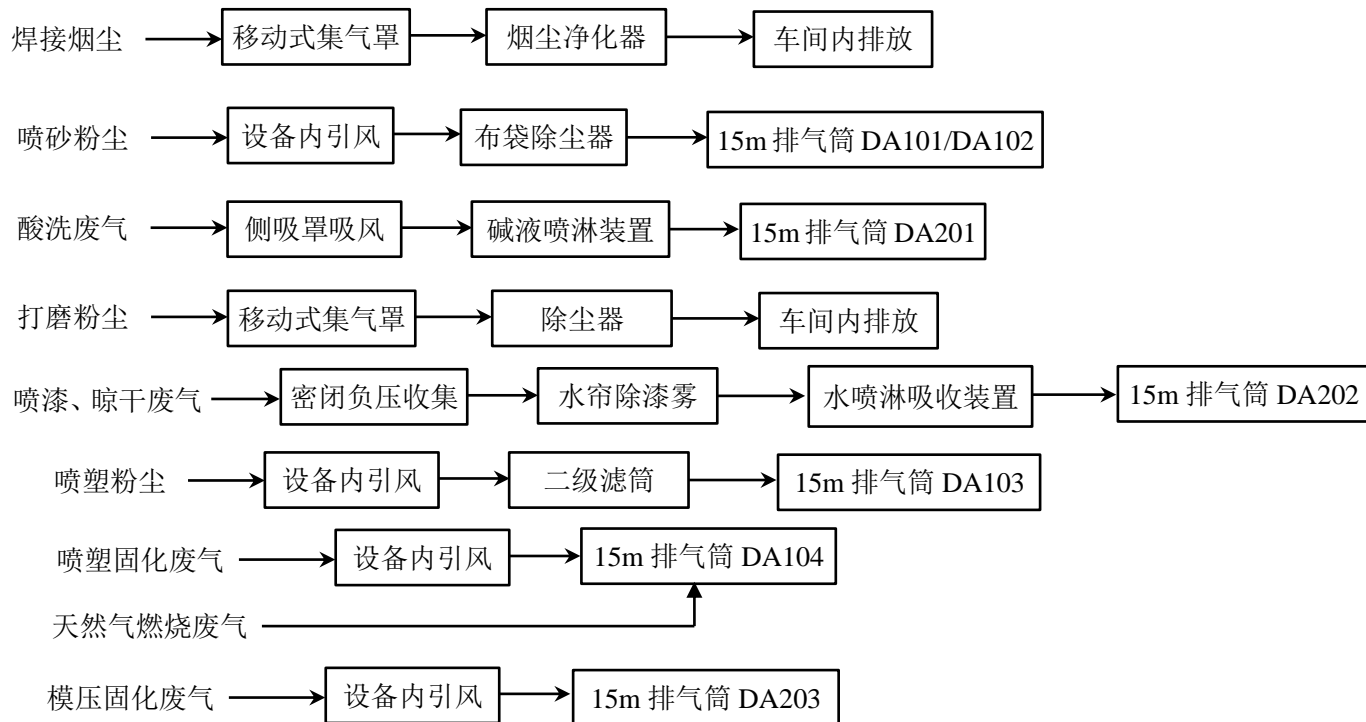 焊接烟尘 移动式集气罩 烟尘净化器 车间内排放
喷砂粉尘 设备内引风 布袋除尘器 15m 排气筒 DA101/DA102
酸洗废气 侧吸罩吸风 碱液喷淋装置 15m 排气筒 DA201
打磨粉尘 移动式集气罩 除尘器 车间内排放
喷漆、晾干废气 密闭负压收集 水帘除漆雾 水喷淋吸收装置 15m 排气筒 DA202
喷塑粉尘 设备内引风 二级滤筒 15m 排气筒 DA103
喷塑固化废气 设备内引风 15m 排气筒 DA104
天然气燃烧废气
模压固化废气 设备内引风 15m 排气筒 DA203